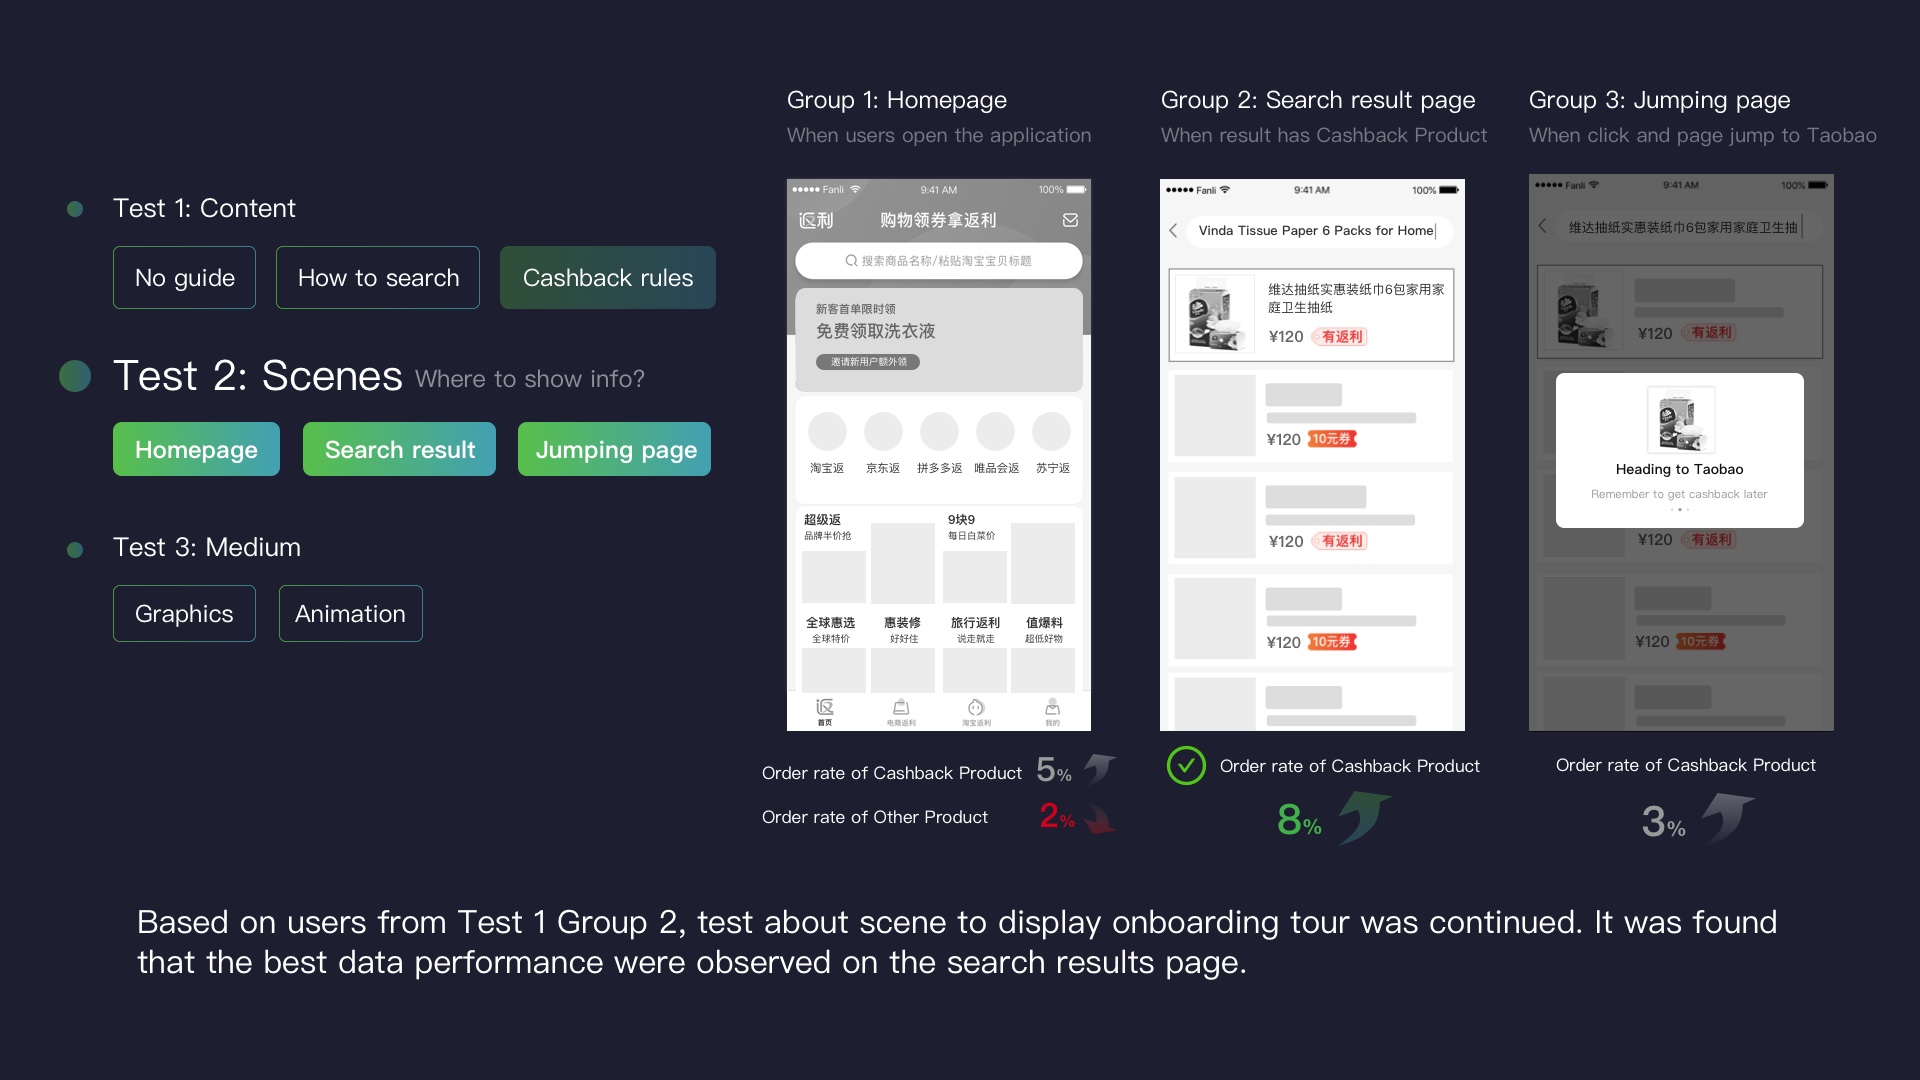 Test 1: Content
No guide
How to search
Cashback rules
Test 2: Scenes Where to show info?
Homepage
Search result
Jumping page
Test 3: Medium
Graphics
Animation
Group 1: Homepage
When users open the application
Fanli
9:41 AM
100%
返利
购物领券拿返利
搜索商品名称/粘贴淘宝宝贝标题
新客首单限时领
免费领取洗衣液
邀请新用户额外领
淘宝返
京东返
拼多多返
唯品会返
苏宁返
超级返
品牌半价抢
9块9
每日白菜价
全球惠选
全球特价
惠装修
好好住
旅行返利
说走就走
值爆料
超低好物
首页
电商返利
淘宝返利
我的
Order rate of Cashback Product 5%
Order rate of Other Product 2%
Group 2: Search result page
When result has Cashback Product
Fanli
9:41 AM
100%
Vinda Tissue Paper 6 Packs for Home
维达抽纸实惠装纸巾6包家用家
庭卫生抽纸
¥120 有返利
¥120 10元券
¥120 有返利
¥120 10元券
Order rate of Cashback Product
8%
Group 3: Jumping page
When click and page jump to Taobao
Fanli
9:41 AM
100%
维达抽纸实惠装纸巾6包家用家庭卫生抽
¥120 有返利
Heading to Taobao
Remember to get cashback later
¥120 有返利
¥120 10元券
Order rate of Cashback Product
3%
Based on users from Test 1 Group 2, test about scene to display onboarding tour was continued. It was found
that the best data performance were observed on the search results page.